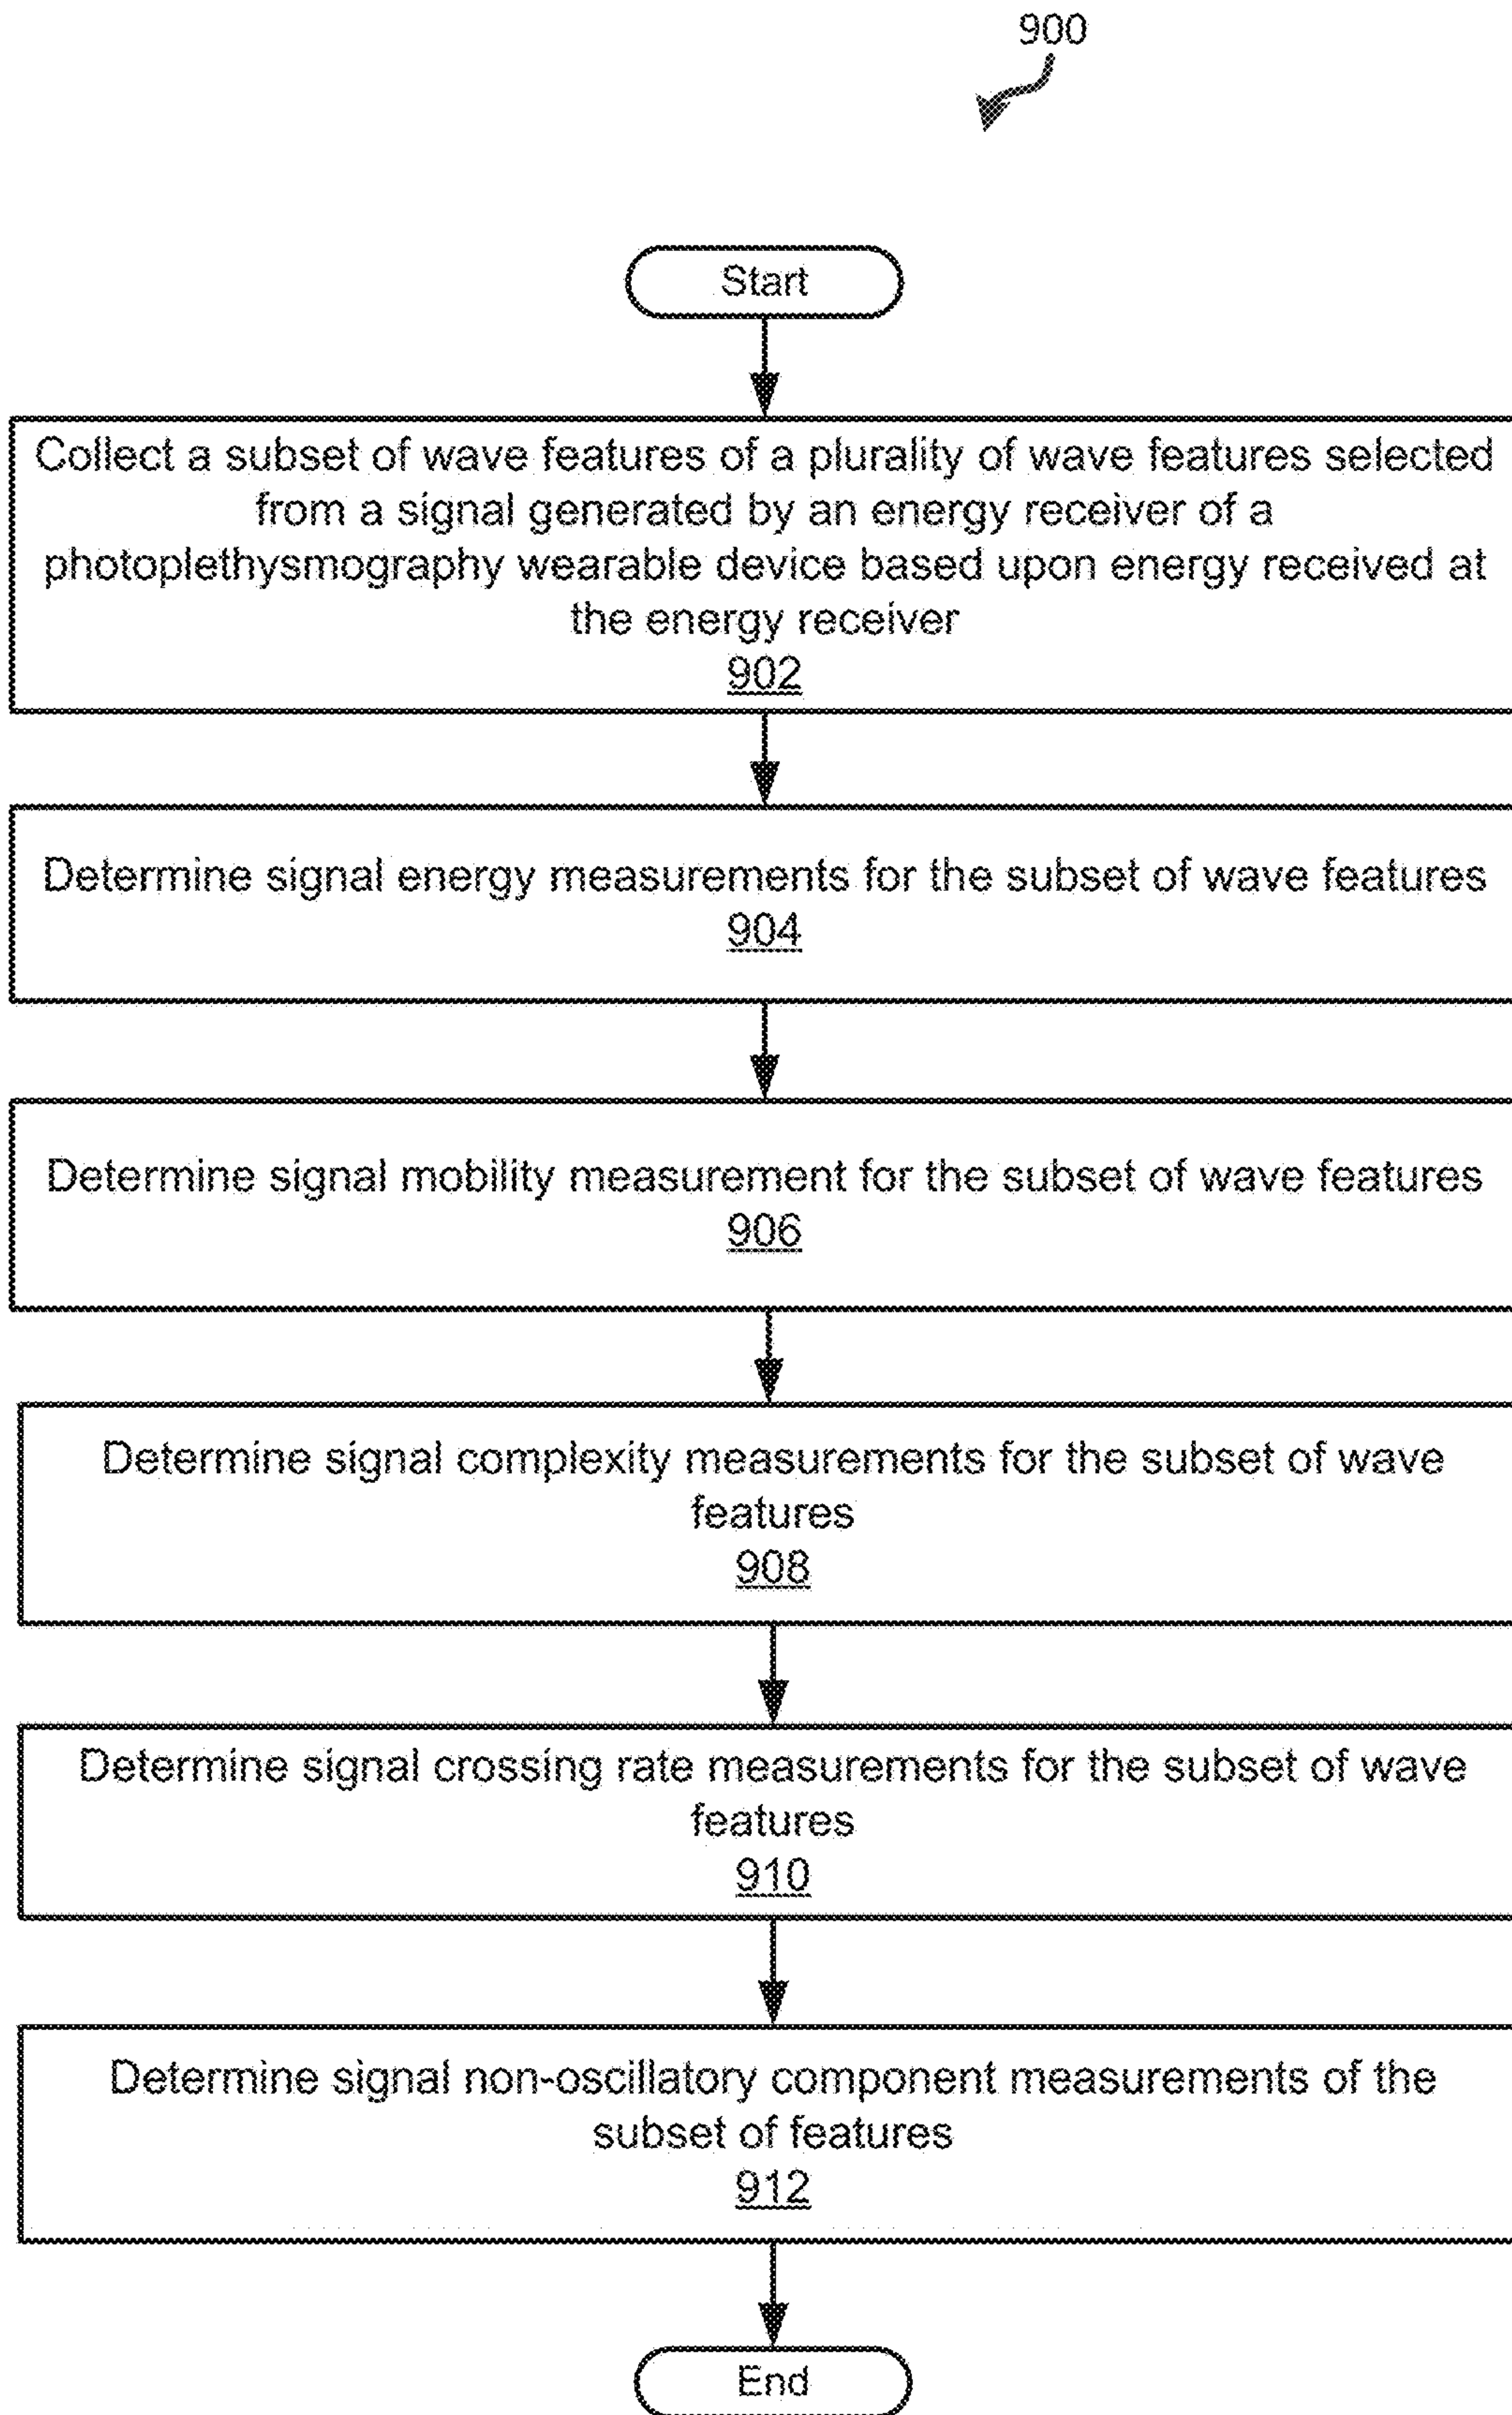 900
Start
Collect a subset of wave features of a plurality of wave features selected
from a signal generated by an energy receiver of a
photoplethysmography wearable device based upon energy received at
the energy receiver
902
Determine signal energy measurements for the subset of wave features
904
Determine signal mobility measurement for the subset of wave features
906
Determine signal complexity measurements for the subset of wave
features
908
Determine signal crossing rate measurements for the subset of wave
features
910
Determine signal non-oscillatory component measurements of the
subset of features
912
End